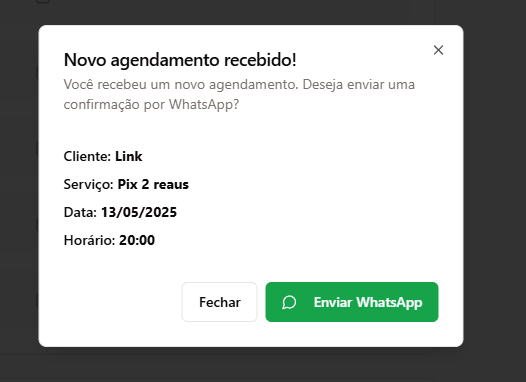 Novo agendamento recebido!
Você recebeu um novo agendamento. Deseja enviar uma
confirmação por WhatsApp?
Cliente: Link
Serviço: Pix 2 reaus
Data: 13/05/2025
Horário: 20:00
Fechar
Enviar WhatsApp